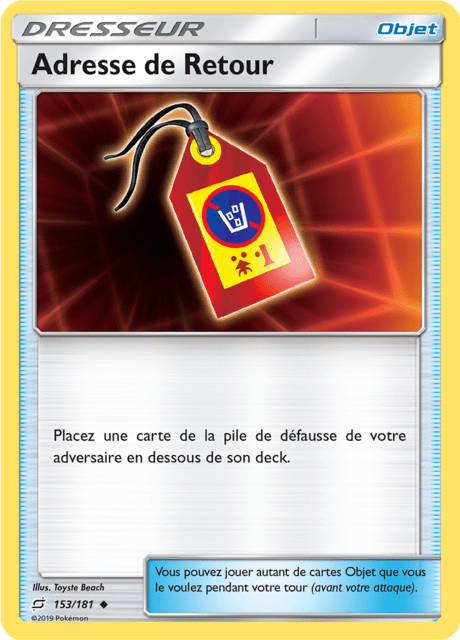 DRESSEUR
Objet
Adresse de Retour
Placez une carte de la pile de défausse de votre
adversaire en dessous de son deck.
Vous pouvez jouer autant de cartes Objet que vous
le voulez pendant votre tour (avant votre attaque).
Illus. Toyste Beach
153/181
©2019 Pokémon